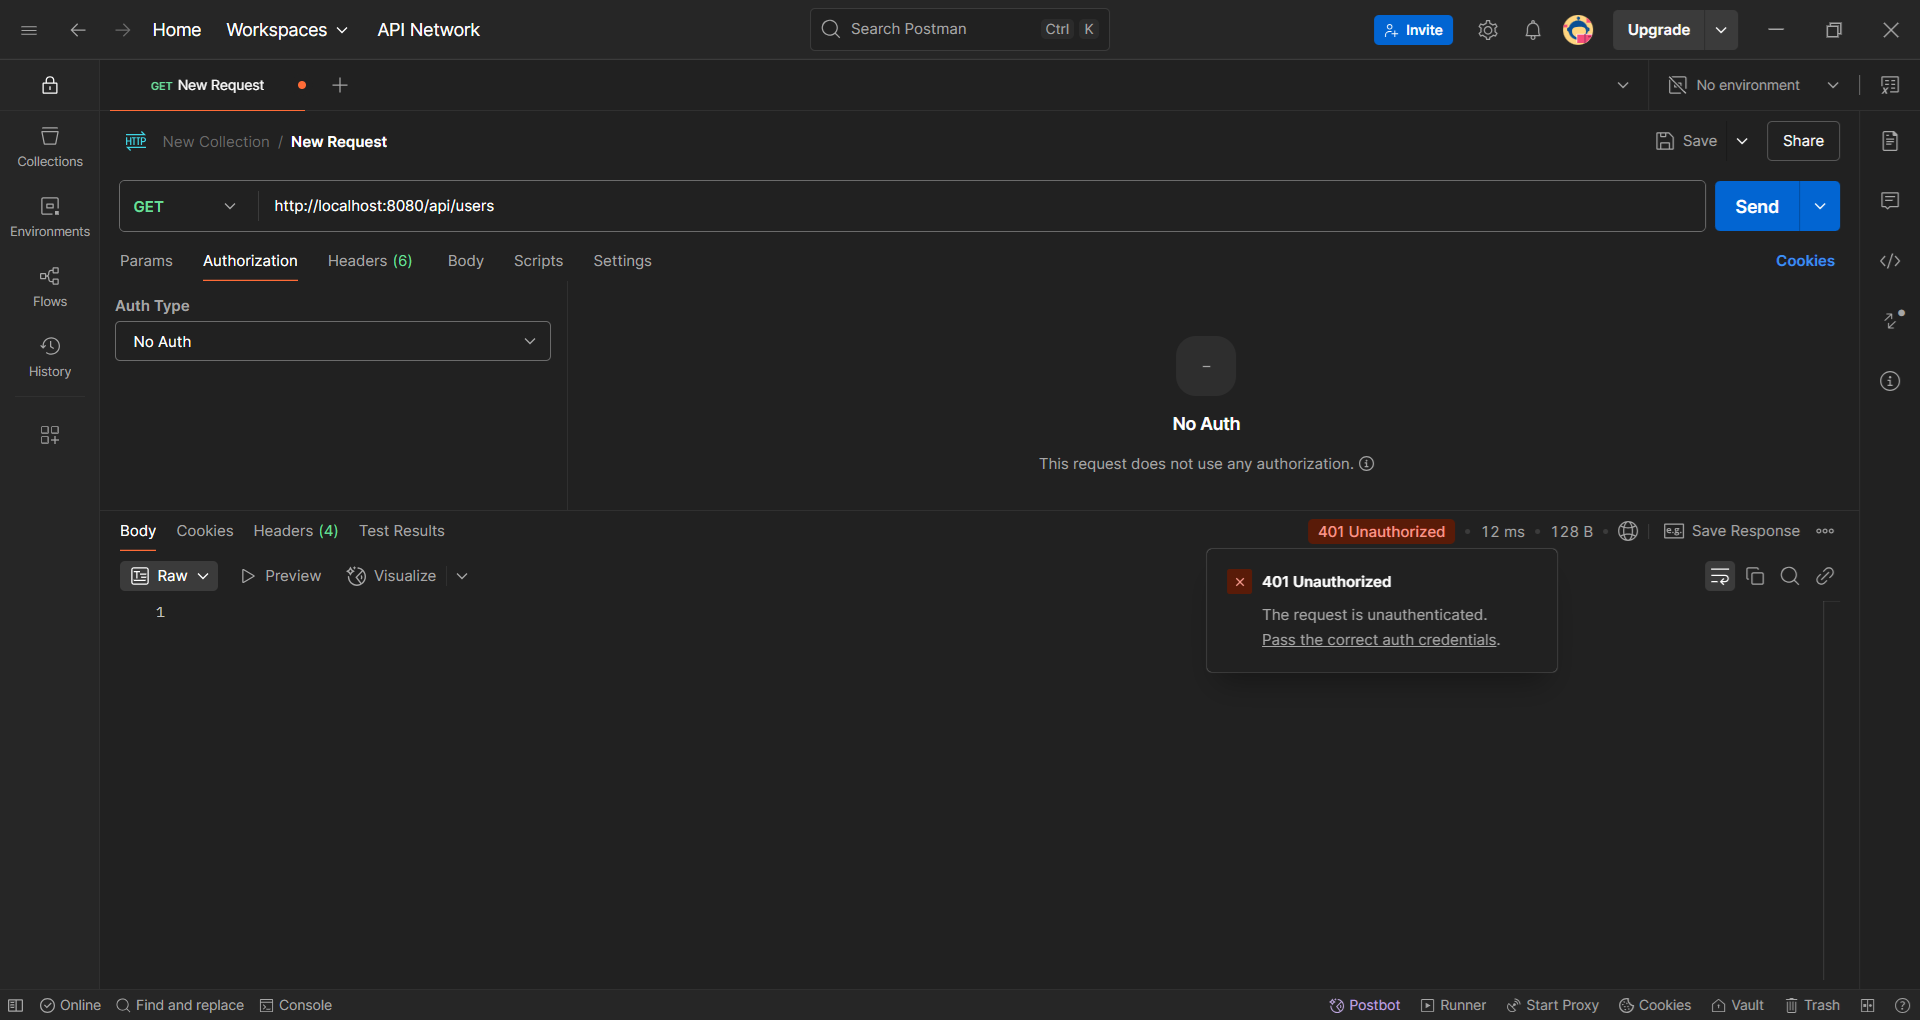 Home Workspaces API Network Search Postman Ctrl K Invite Upgrade
GET New Request No environment
HTTP New Collection / New Request Save Share
Collections
Environments
Flows
History
GET http://localhost:8080/api/users Send
Params Authorization Headers (6) Body Scripts Settings Cookies
Auth Type
No Auth
No Auth
This request does not use any authorization.
Body Cookies Headers (4) Test Results 401 Unauthorized 12 ms 128 B e.g. Save Response
Raw Preview Visualize
1
401 Unauthorized
The request is unauthenticated.
Pass the correct auth credentials.
Online Find and replace Console Postbot Runner Start Proxy Cookies Vault Trash